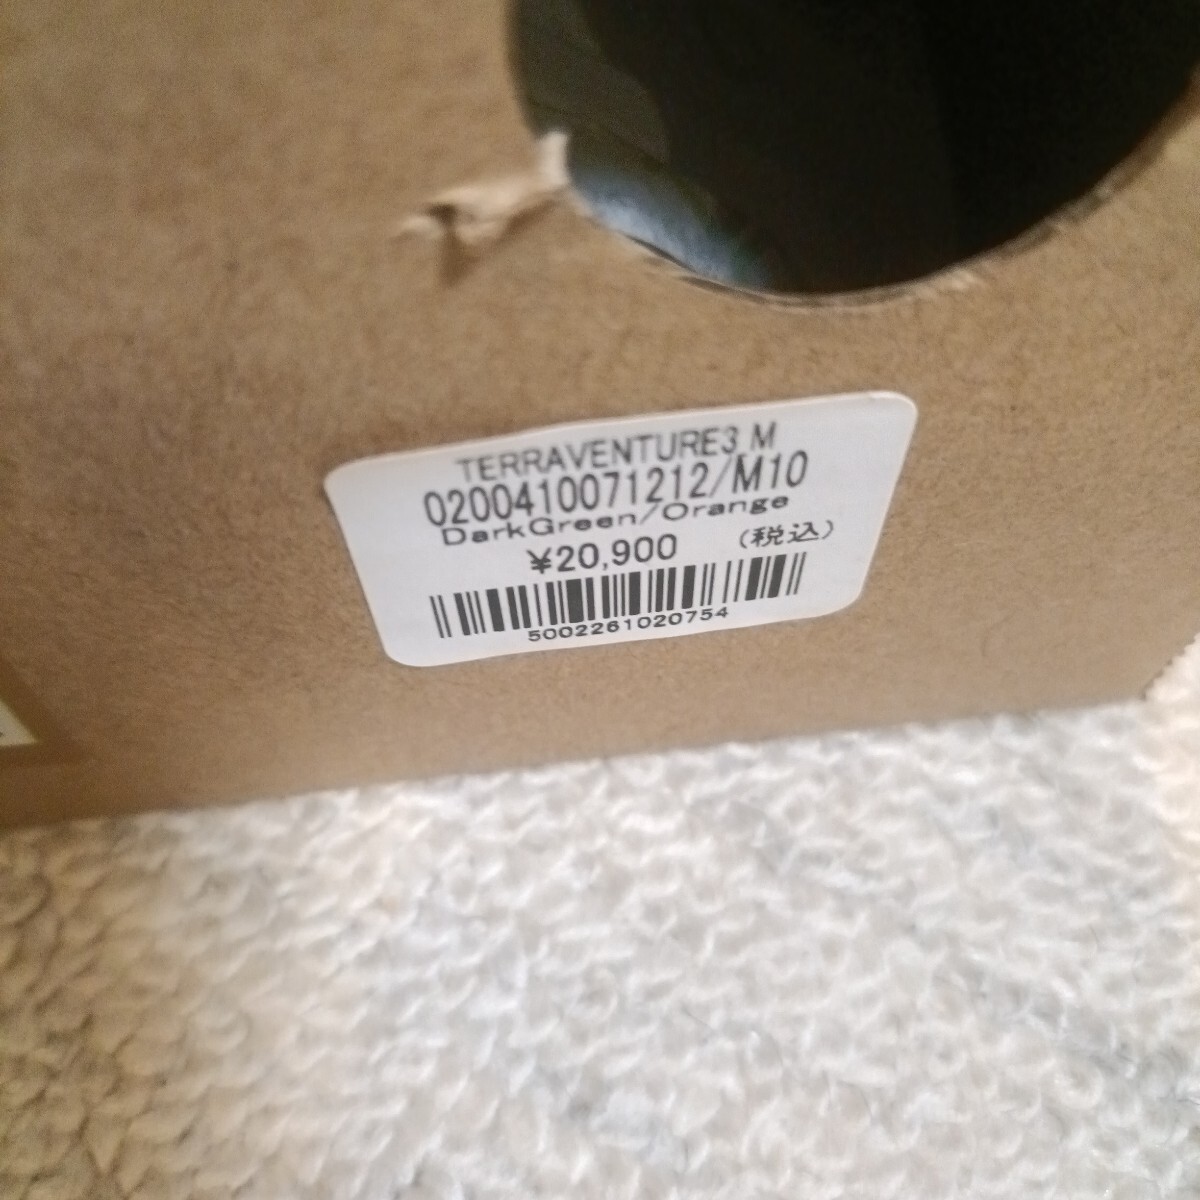 TERRAVENTURE3 M
0200410071212/M10
DarkGreen/Orange
¥20,900 (税込)
5002261020754